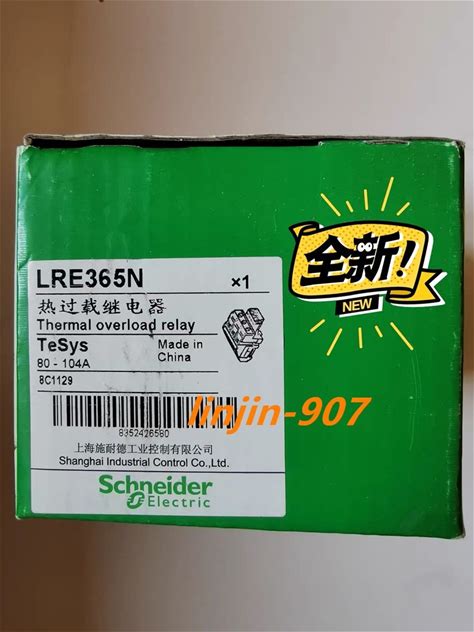 全新!
NEW
LRE365N
×1
热过载继电器
Thermal overload relay
TeSys
Made in
China
80 - 104A
8C1129
linjin-907
8352426580
上海施耐德工业控制有限公司
Shanghai Industrial Control Co.,Ltd.
Schneider
Electric